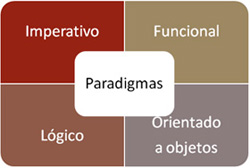 Imperativo
Funcional
Paradigmas
Lógico
Orientado
a objetos